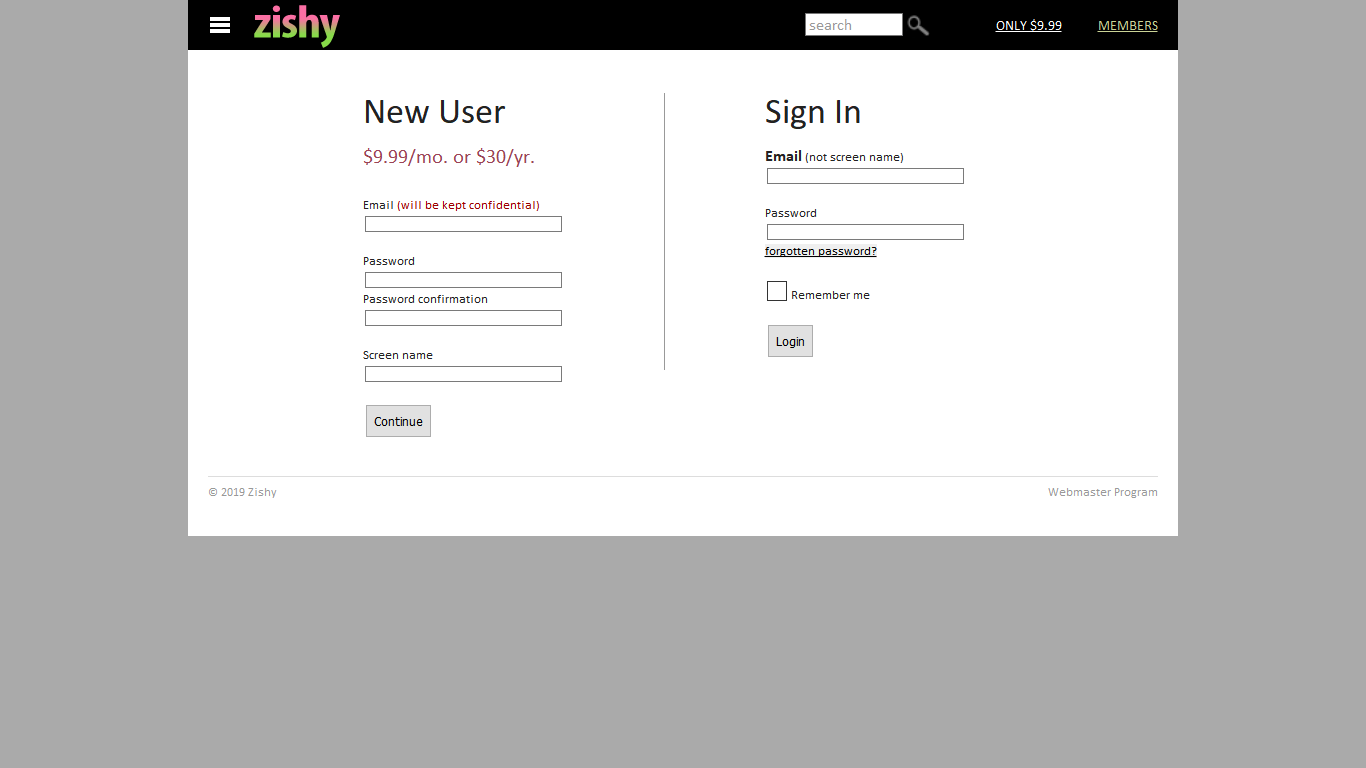 zishy
search
ONLY $9.99
MEMBERS
New User
$9.99/mo. or $30/yr.
Email (will be kept confidential)
Password
Password confirmation
Screen name
Continue
Sign In
Email (not screen name)
Password
forgotten password?
Remember me
Login
© 2019 Zishy
Webmaster Program